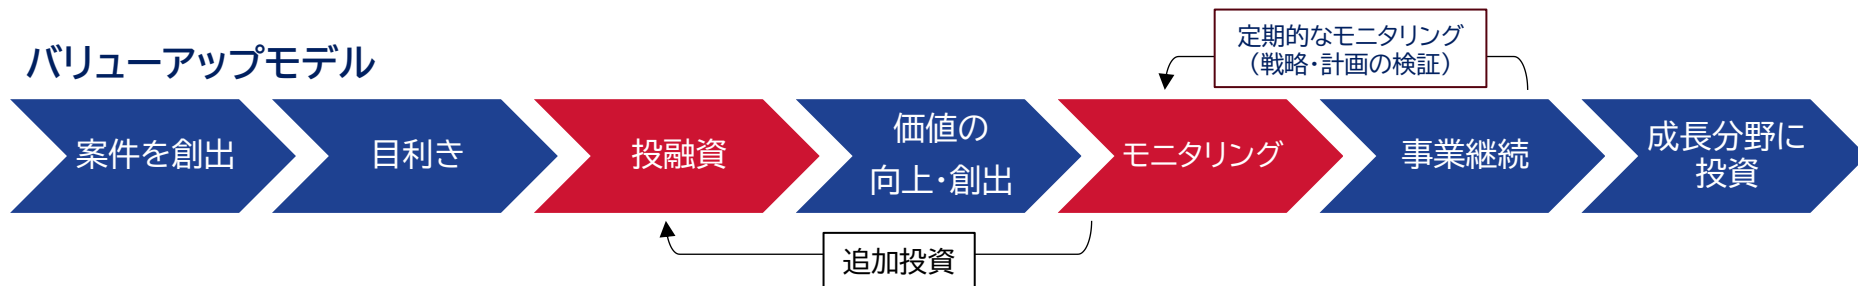 定期的なモニタリング
（戦略・計画の検証）
バリューアップモデル
案件を創出
目利き
投融資
価値の
向上・創出
モニタリング
事業継続
成長分野に
投資
追加投資